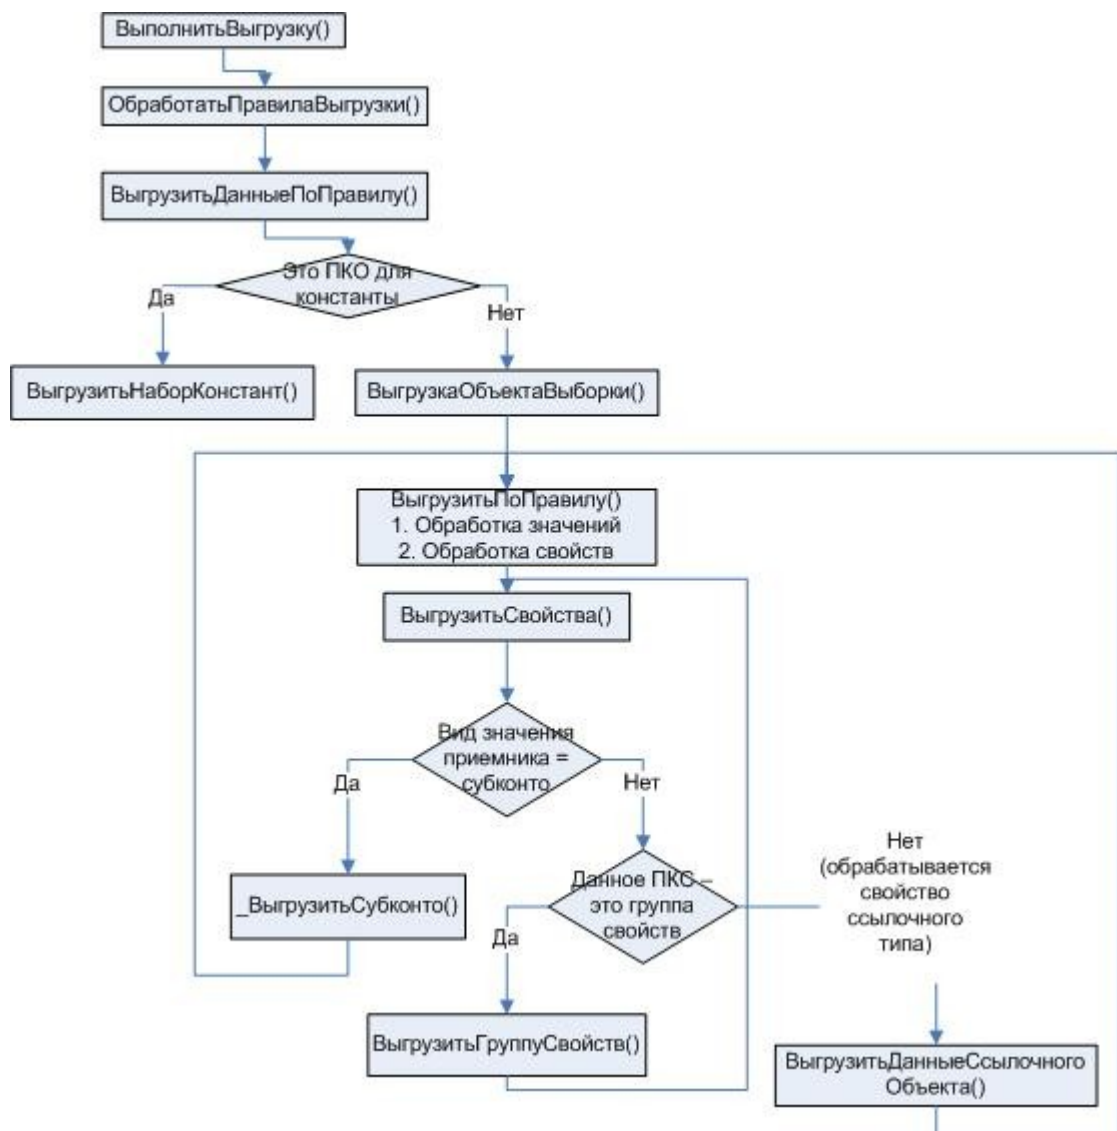 ВыполнитьВыгрузку()
ОбработатьПравилаВыгрузки()
ВыгрузитьДанныеПоПравилу()
Это ПКО для
константы
Да
Нет
ВыгрузитьНаборКонстант()
ВыгрузкаОбъектаВыборки()
ВыгрузитьПоПравилу()
1. Обработка значений
2. Обработка свойств
ВыгрузитьСвойства()
Вид значения
приемника =
субконто
Да
Нет
_ВыгрузитьСубконто()
Данное ПКС –
это группа
свойств
Да
Нет
(обрабатывается
свойство
ссылочного
типа)
ВыгрузитьГруппуСвойств()
ВыгрузитьДанныеСсылочного
Объекта()